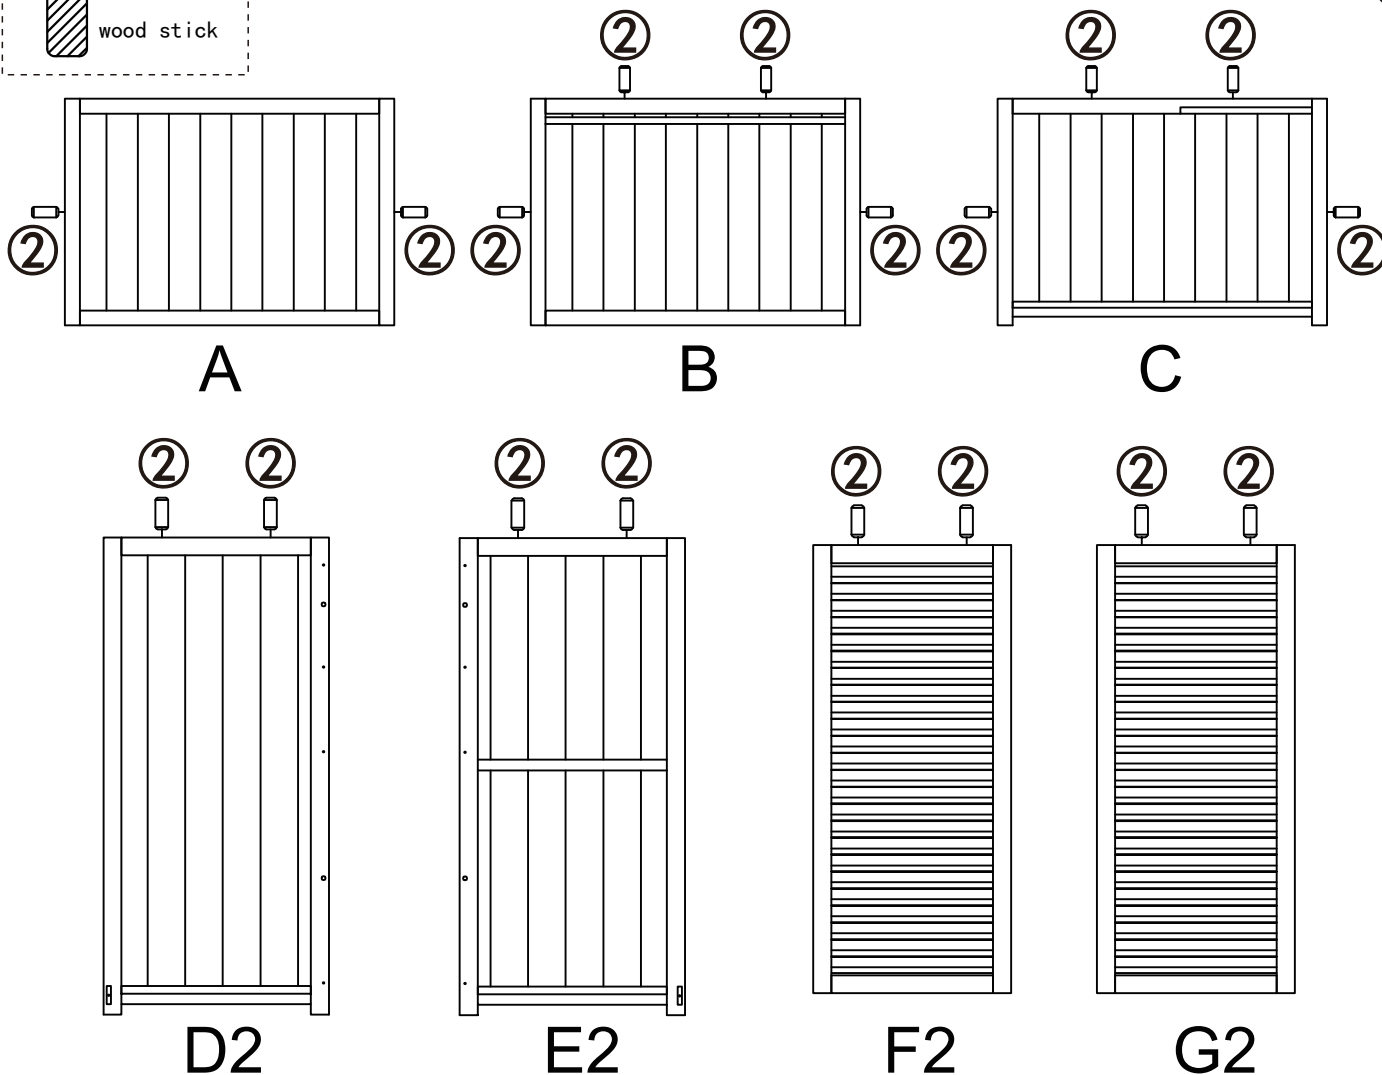 wood stick
② ② ② ②
② ② ② ② ② ②
A B C
② ② ② ② ② ② ② ②
D2 E2 F2 G2